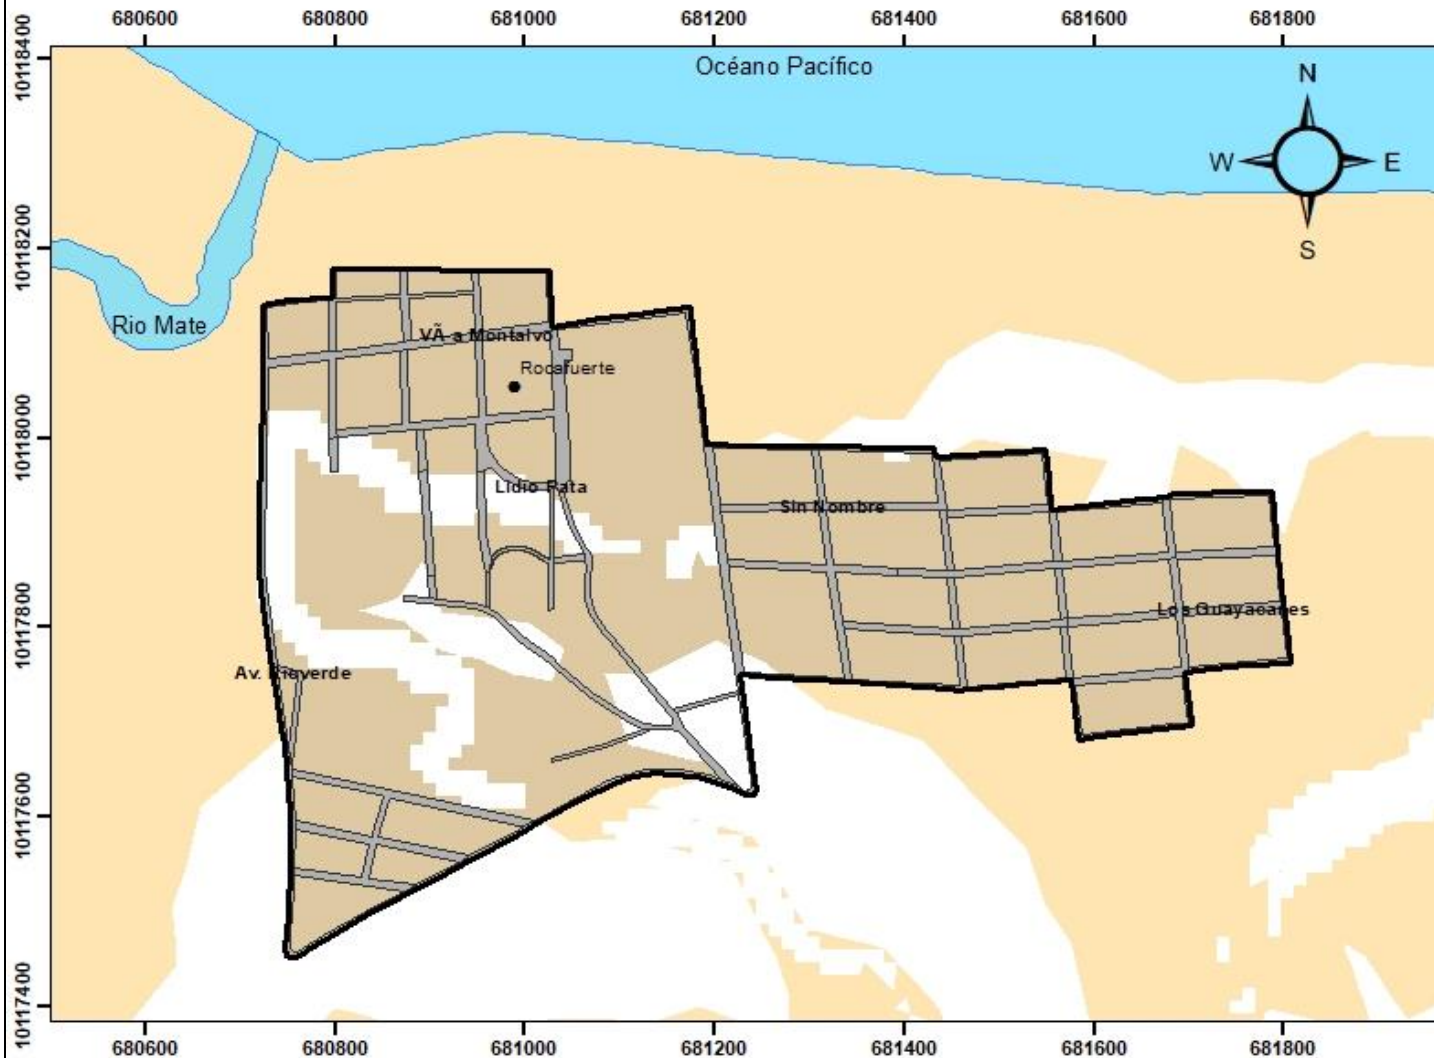 680600 680800 681000 681200 681400 681600 681800
10118400
Océano Pacífico
N
W E
S
10118200
Rio Mate
VÃ a Montalvo
Rocafuerte
10118000
Lidio Pata
Sin Nombre
10117800
Los Guayacanes
Av. Rioverde
10117600
10117400
680600 680800 681000 681200 681400 681600 681800